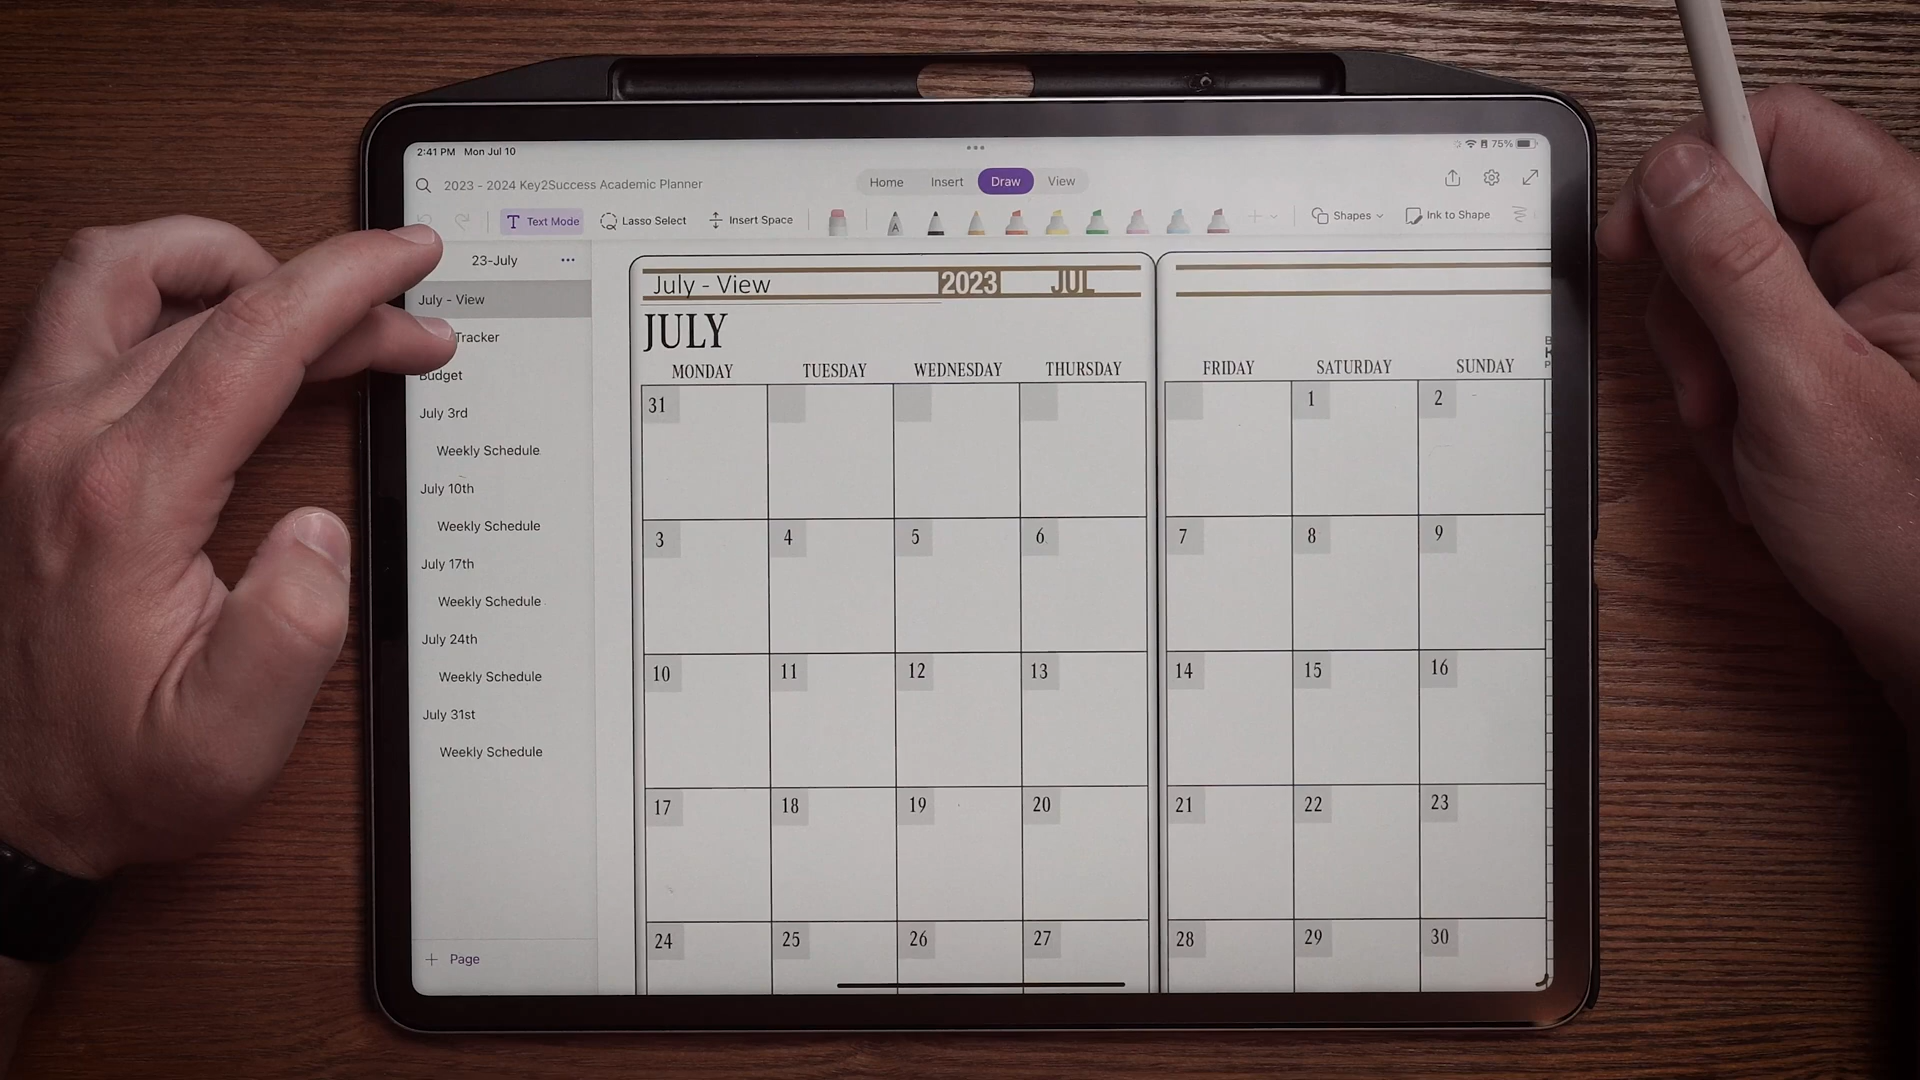 2:41 PM Mon Jul 10
75%
2023 - 2024 Key2Success Academic Planner
Home Insert Draw View
Text Mode Lasso Select Insert Space A Shapes Ink to Shape
23-July
July - View
Tracker
Budget
July 3rd
Weekly Schedule
July 10th
Weekly Schedule
July 17th
Weekly Schedule
July 24th
Weekly Schedule
July 31st
Weekly Schedule
+ Page
July - View 2023 JUL
JULY
MONDAY TUESDAY WEDNESDAY THURSDAY FRIDAY SATURDAY SUNDAY
31 1 2
3 4 5 6 7 8 9
10 11 12 13 14 15 16
17 18 19 20 21 22 23
24 25 26 27 28 29 30